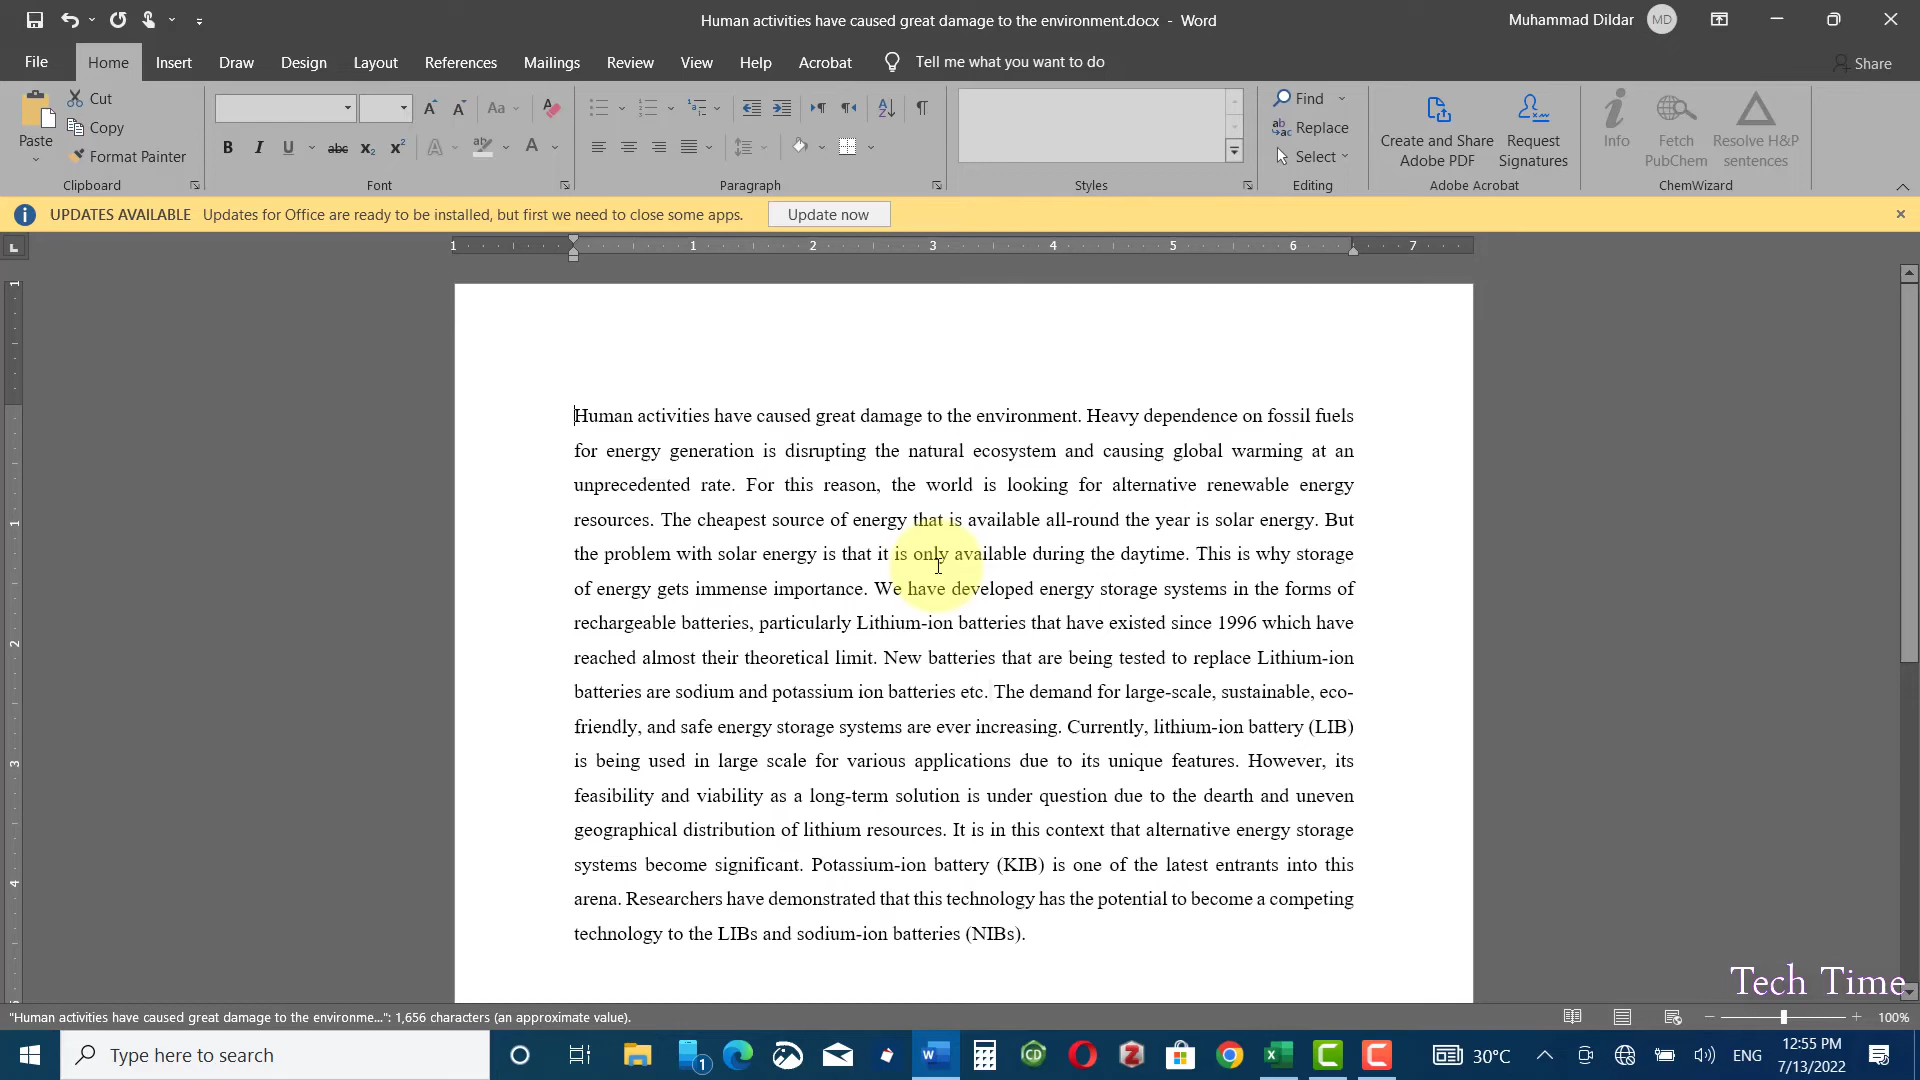 Human activities have caused great damage to the environment.docx - Word
Muhammad Dildar MD
File Home Insert Draw Design Layout References Mailings Review View Help Acrobat Tell me what you want to do Share
Paste
Cut
Copy
Format Painter
Clipboard
Aa
B I U abc X₂ X² A A
Font
Paragraph
Styles
Find
Replace
Select
Editing
Create and Share
Adobe PDF
Request
Signatures
Adobe Acrobat
Info
Fetch
PubChem
Resolve H&P
sentences
ChemWizard
UPDATES AVAILABLE Updates for Office are ready to be installed, but first we need to close some apps. Update now
1 1 2 3 4 5 6 7
1
1
2
3
4
Human activities have caused great damage to the environment. Heavy dependence on fossil fuels
for energy generation is disrupting the natural ecosystem and causing global warming at an
unprecedented rate. For this reason, the world is looking for alternative renewable energy
resources. The cheapest source of energy that is available all-round the year is solar energy. But
the problem with solar energy is that it is only available during the daytime. This is why storage
of energy gets immense importance. We have developed energy storage systems in the forms of
rechargeable batteries, particularly Lithium-ion batteries that have existed since 1996 which have
reached almost their theoretical limit. New batteries that are being tested to replace Lithium-ion
batteries are sodium and potassium ion batteries etc. The demand for large-scale, sustainable, eco-
friendly, and safe energy storage systems are ever increasing. Currently, lithium-ion battery (LIB)
is being used in large scale for various applications due to its unique features. However, its
feasibility and viability as a long-term solution is under question due to the dearth and uneven
geographical distribution of lithium resources. It is in this context that alternative energy storage
systems become significant. Potassium-ion battery (KIB) is one of the latest entrants into this
arena. Researchers have demonstrated that this technology has the potential to become a competing
technology to the LIBs and sodium-ion batteries (NIBs).
Tech Time
"Human activities have caused great damage to the environme...": 1,656 characters (an approximate value).
100%
Type here to search
30°C
ENG
12:55 PM
7/13/2022